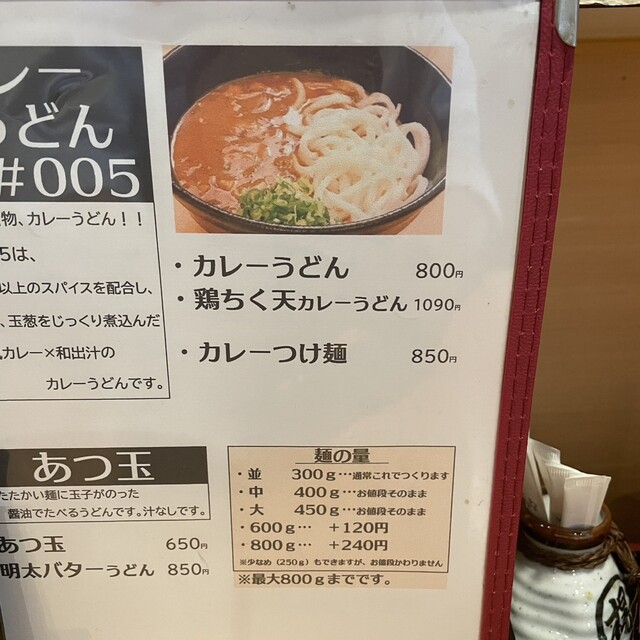 レー
うどん
#005
物、カレーうどん！！
5は、
以上のスパイスを配合し、
、玉葱をじっくり煮込んだ
カレー×和出汁の
カレーうどんです。
・カレーうどん 800円
・鶏ちく天カレーうどん 1090円
・カレーつけ麺 850円
あつ玉
たたかい麺に玉子がのった
醤油でたべるうどんです。汁なしです。
あつ玉 650円
明太バターうどん 850円
麺の量
・並 300g…通常これでつくります
・中 400g…お値段そのまま
・大 450g…お値段そのまま
・600g… ＋120円
・800g… ＋240円
※少なめ（250g）もできますが、お値段かわりません
※最大800gまでです。